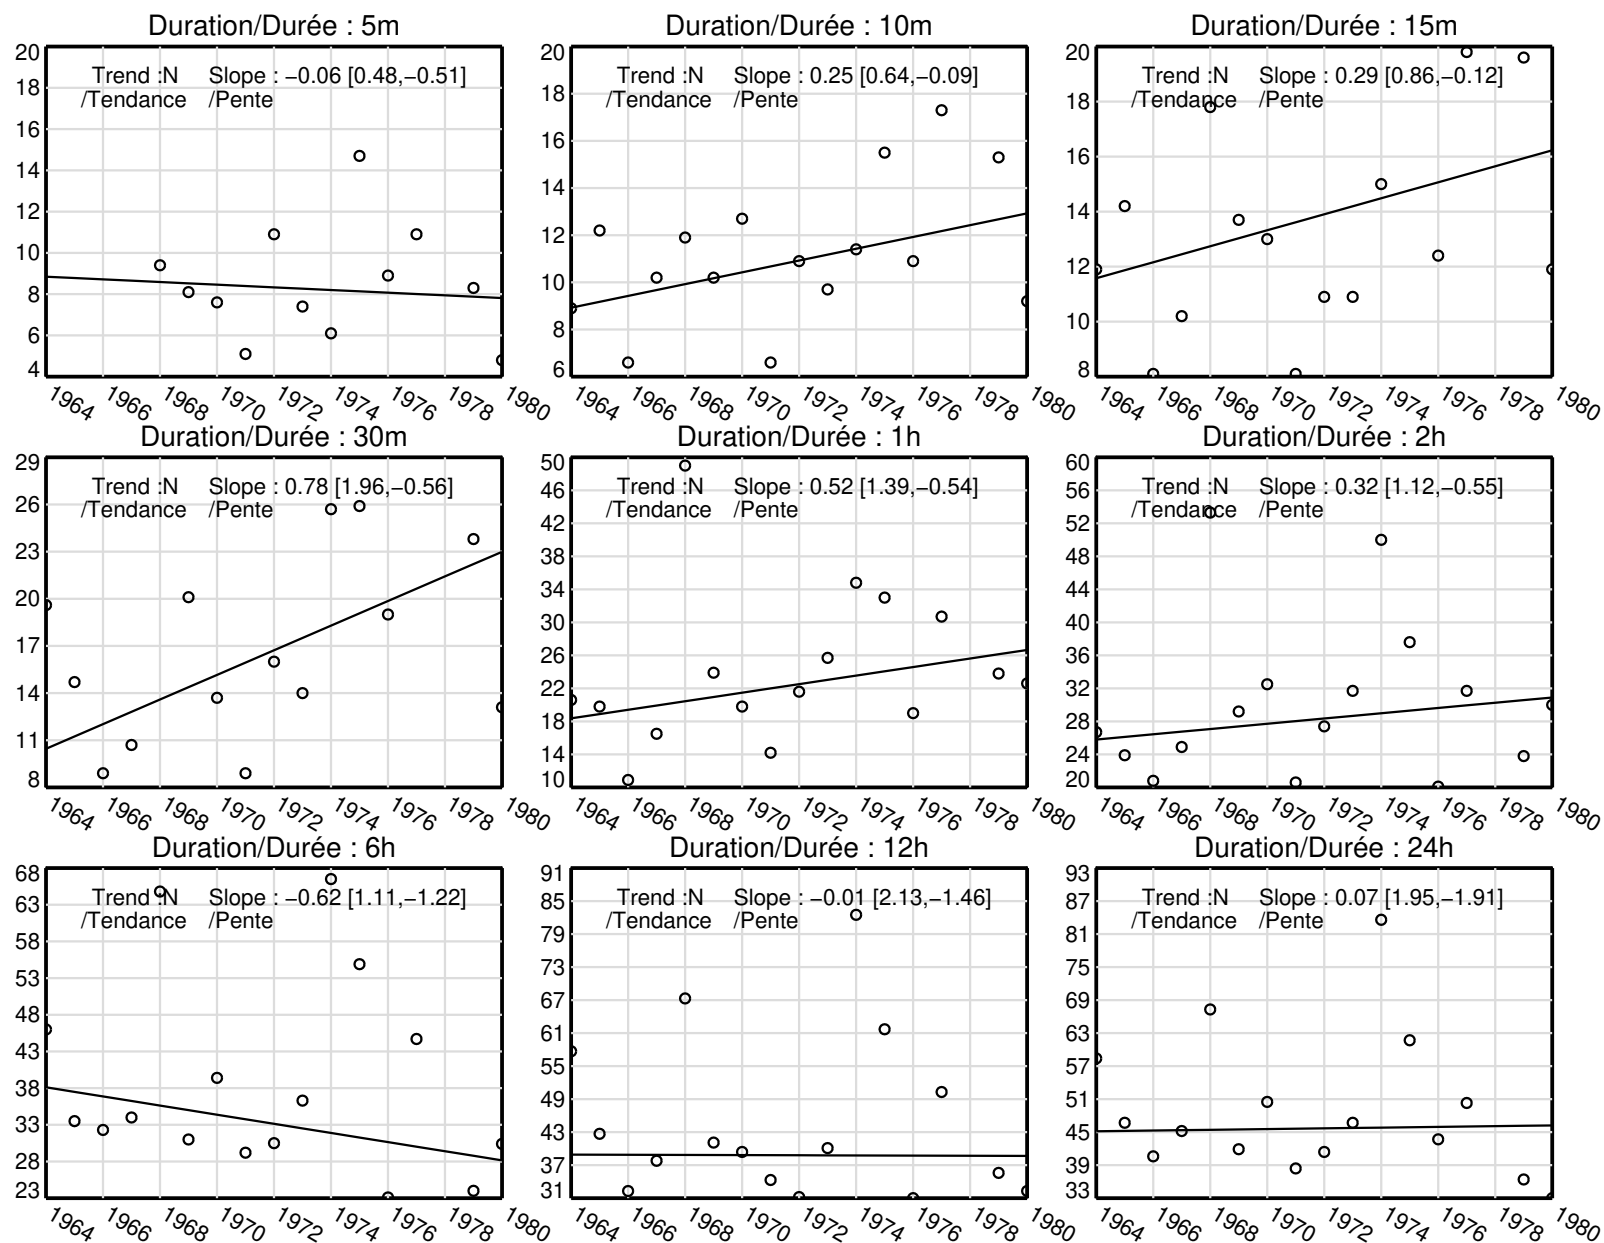 Duration/Durée : 5m
Trend :N Slope : −0.06 [0.48,−0.51]
/Tendance /Pente
20
18
16
14
12
10
8
6
4
1964 1966 1968 1970 1972 1974 1976 1978 1980
Duration/Durée : 10m
Trend :N Slope : 0.25 [0.64,−0.09]
/Tendance /Pente
20
18
16
14
12
10
8
6
1964 1966 1968 1970 1972 1974 1976 1978 1980
Duration/Durée : 15m
Trend :N Slope : 0.29 [0.86,−0.12]
/Tendance /Pente
20
18
16
14
12
10
8
1964 1966 1968 1970 1972 1974 1976 1978 1980
Duration/Durée : 30m
Trend :N Slope : 0.78 [1.96,−0.56]
/Tendance /Pente
29
26
23
20
17
14
11
8
1964 1966 1968 1970 1972 1974 1976 1978 1980
Duration/Durée : 1h
Trend :N Slope : 0.52 [1.39,−0.54]
/Tendance /Pente
50
46
42
38
34
30
26
22
18
14
10
1964 1966 1968 1970 1972 1974 1976 1978 1980
Duration/Durée : 2h
Trend :N Slope : 0.32 [1.12,−0.55]
/Tendance /Pente
60
56
52
48
44
40
36
32
28
24
20
1964 1966 1968 1970 1972 1974 1976 1978 1980
Duration/Durée : 6h
Trend :N Slope : −0.62 [1.11,−1.22]
/Tendance /Pente
68
63
58
53
48
43
38
33
28
23
1964 1966 1968 1970 1972 1974 1976 1978 1980
Duration/Durée : 12h
Trend :N Slope : −0.01 [2.13,−1.46]
/Tendance /Pente
91
85
79
73
67
61
55
49
43
37
31
1964 1966 1968 1970 1972 1974 1976 1978 1980
Duration/Durée : 24h
Trend :N Slope : 0.07 [1.95,−1.91]
/Tendance /Pente
93
87
81
75
69
63
57
51
45
39
33
1964 1966 1968 1970 1972 1974 1976 1978 1980